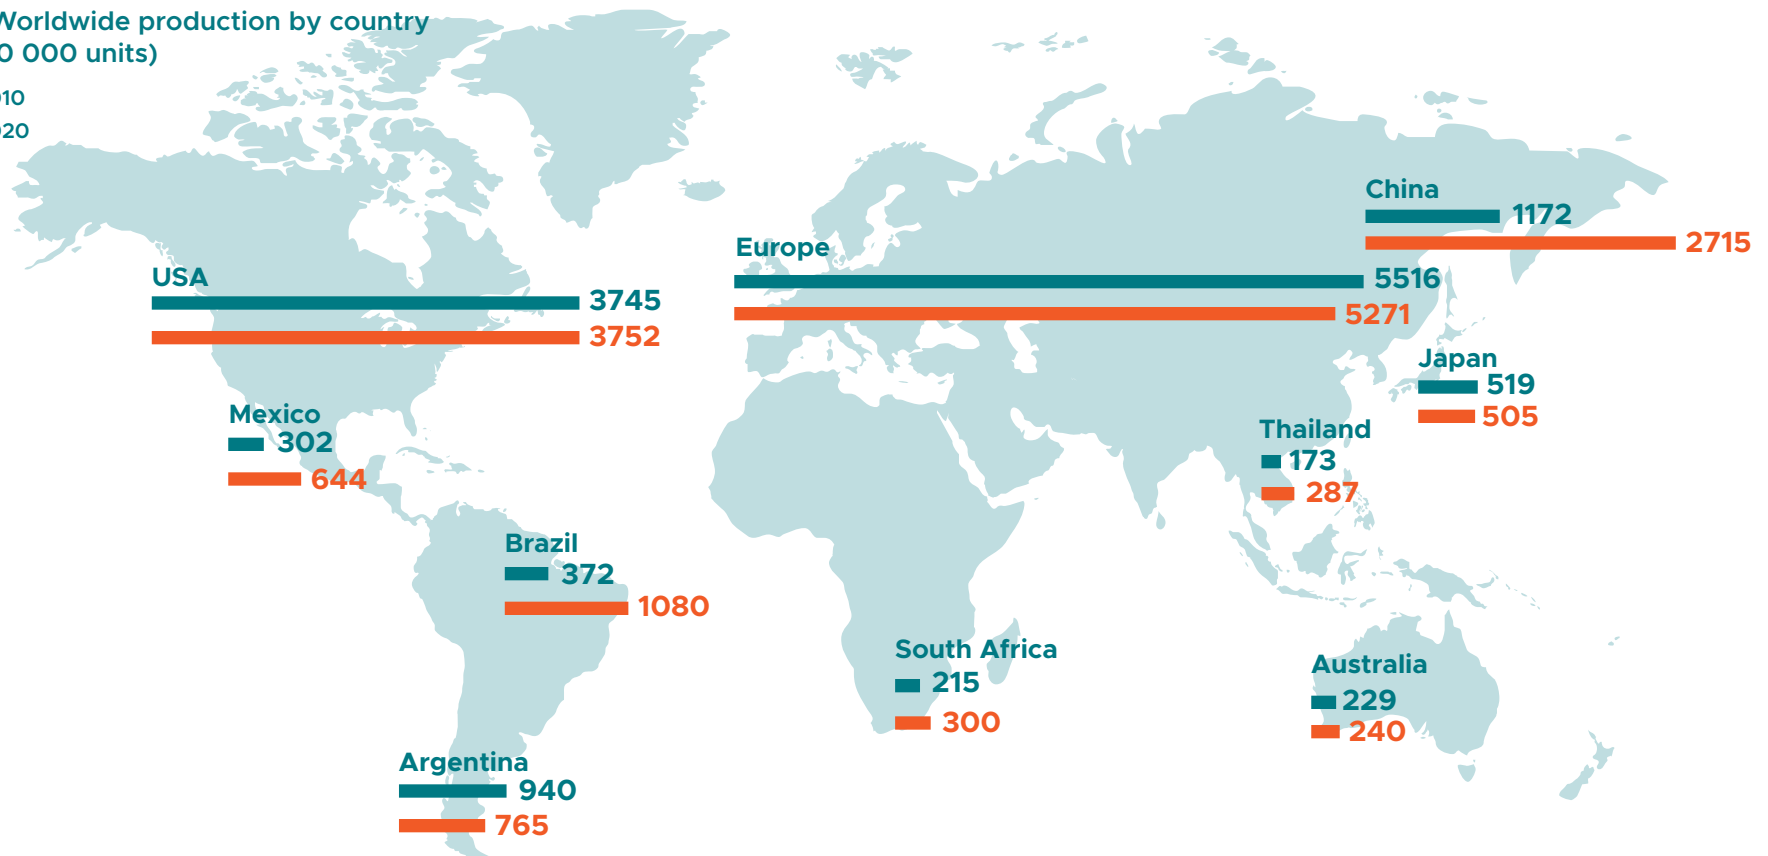 Worldwide production by country
0 000 units)
010
020
China
1172
2715
Europe
5516
5271
USA
3745
3752
Japan
519
505
Mexico
302
644
Thailand
173
287
Brazil
372
1080
South Africa
215
300
Australia
229
240
Argentina
940
765